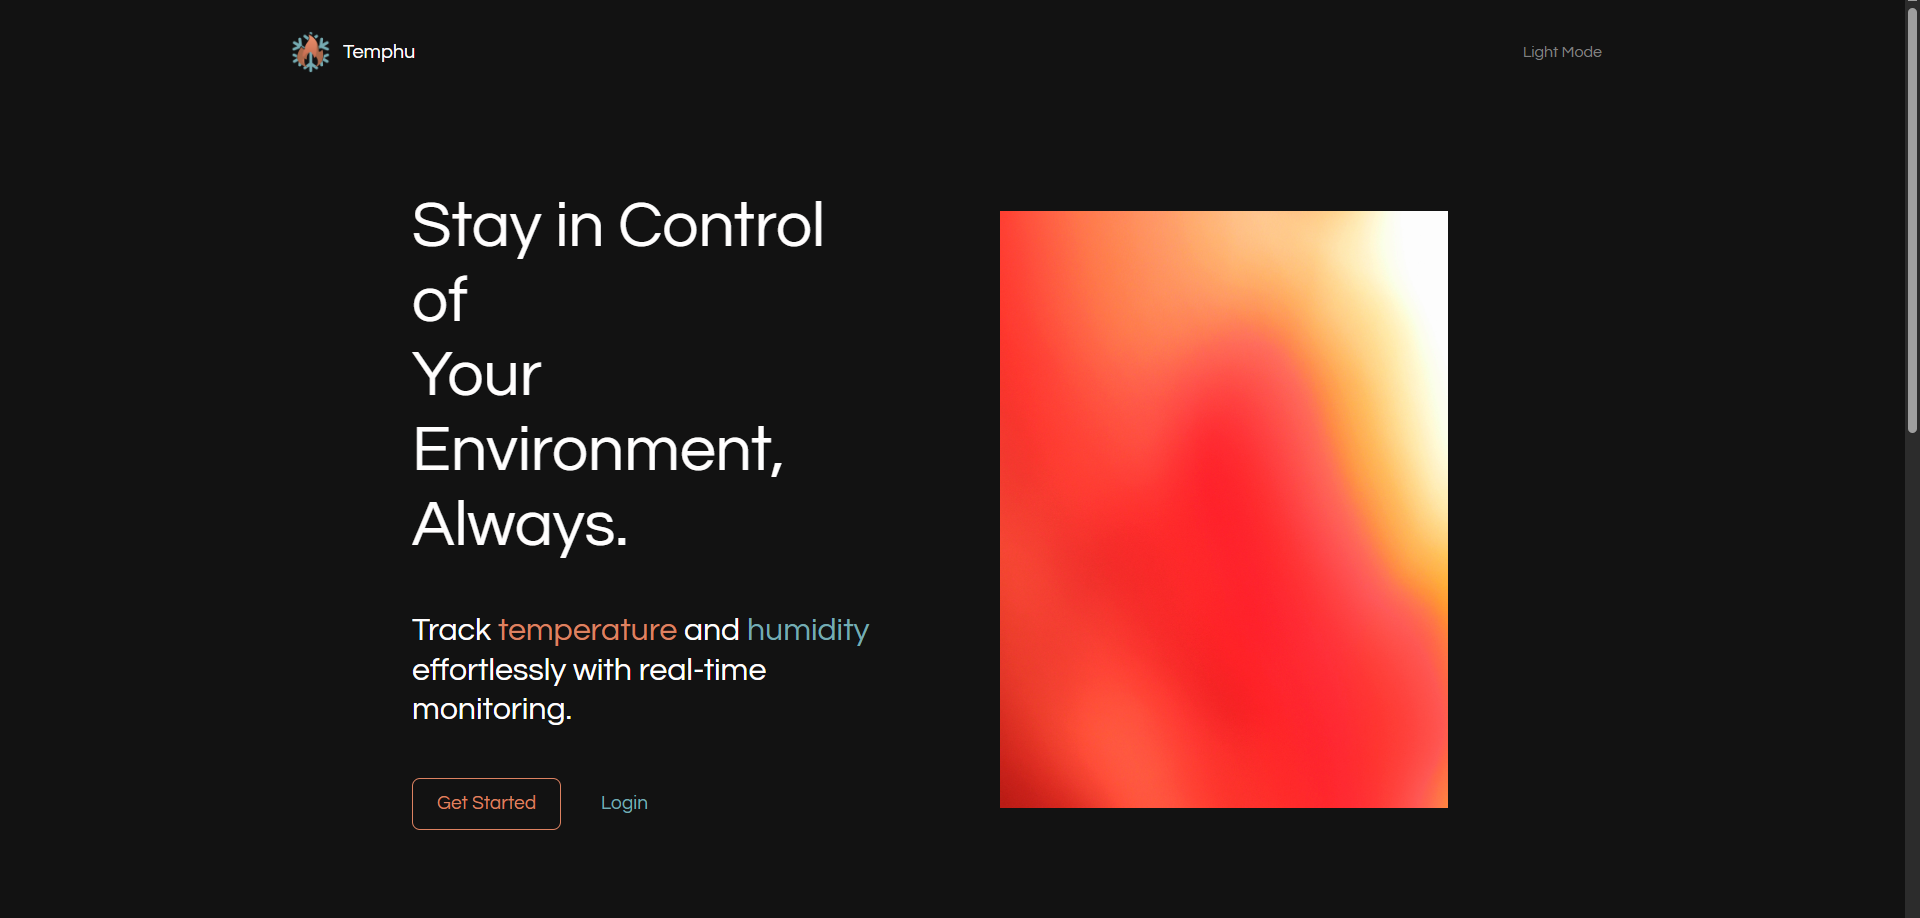 Temphu
Light Mode
Stay in Control
of
Your
Environment,
Always.
Track temperature and humidity
effortlessly with real-time
monitoring.
Get Started
Login